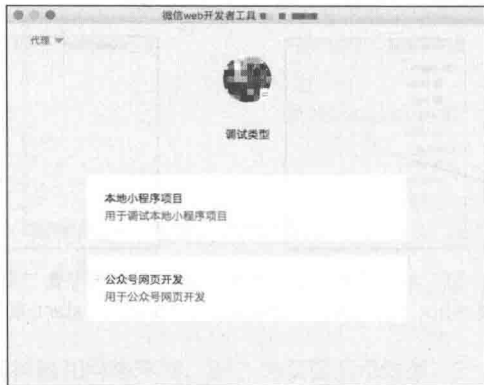 微信web开发者工具
代理
调试类型
本地小程序项目
用于调试本地小程序项目
公众号网页开发
用于公众号网页开发